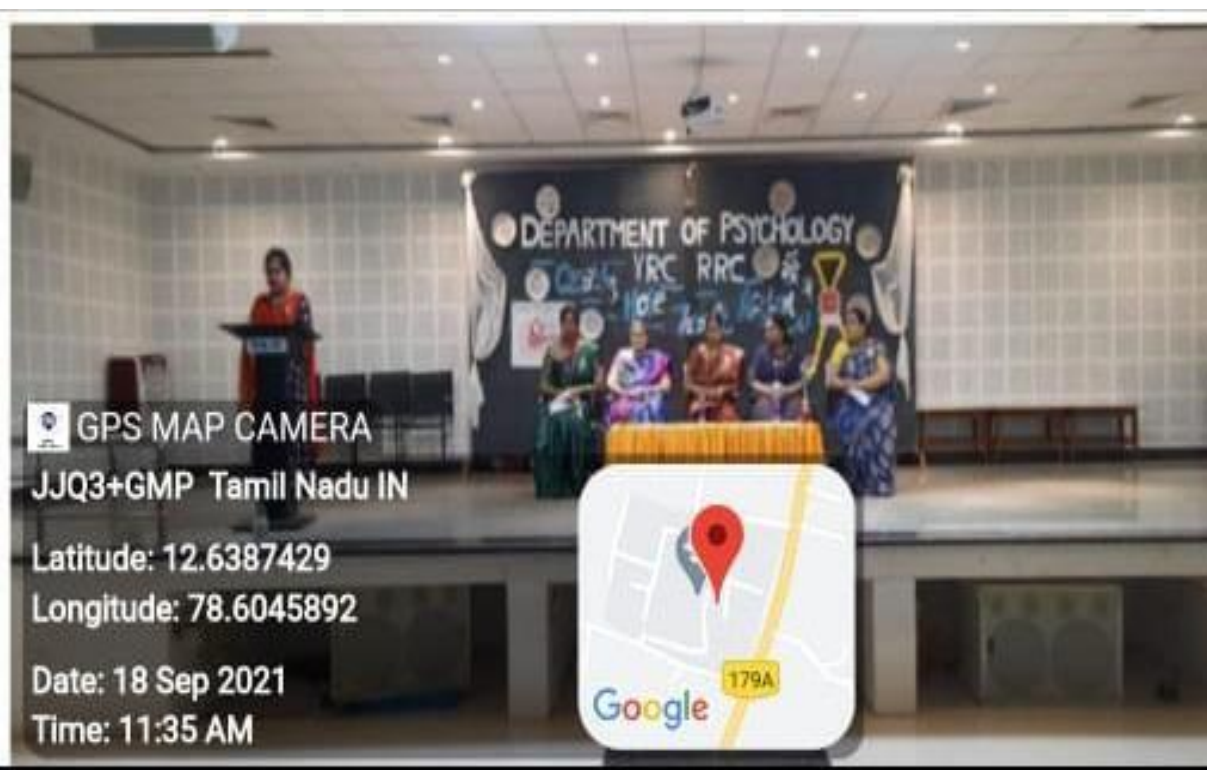 DEPARTMENT OF PSYCHOLOGY
YRC RRC
GPS MAP CAMERA
JJQ3+GMP Tamil Nadu IN
Latitude: 12.6387429
Longitude: 78.6045892
Date: 18 Sep 2021
Time: 11:35 AM
179A
Google